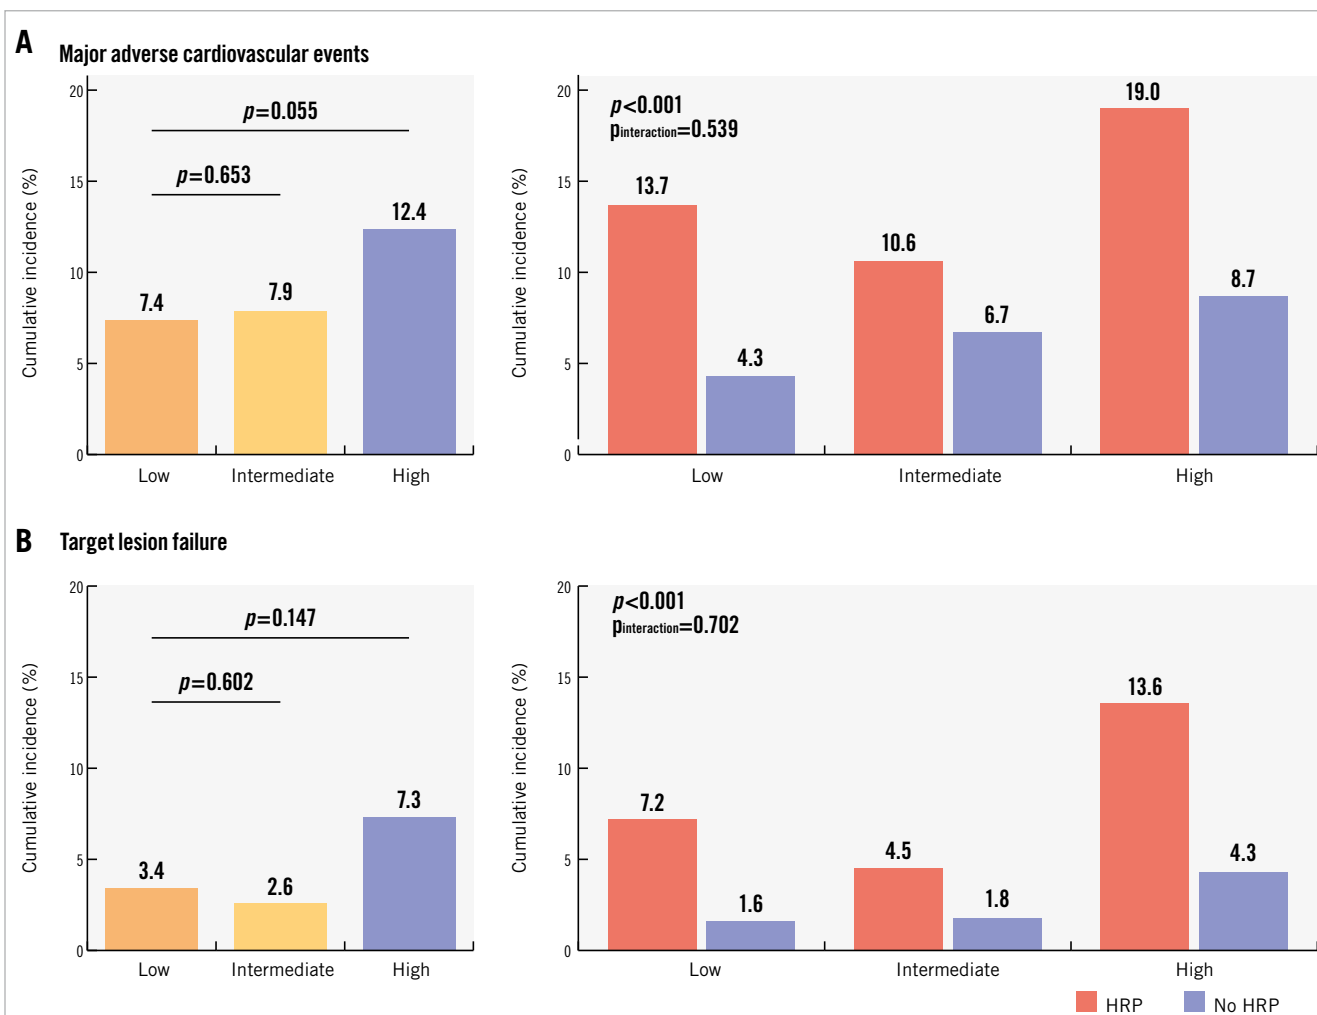 A
Major adverse cardiovascular events
Cumulative incidence (%)
20
15
10
5
0
p=0.055
p=0.653
7.4
7.9
12.4
Low
Intermediate
High
Cumulative incidence (%)
20
15
10
5
0
p<0.001
pinteraction=0.539
13.7
4.3
10.6
6.7
19.0
8.7
Low
Intermediate
High
B
Target lesion failure
Cumulative incidence (%)
20
15
10
5
0
p=0.147
p=0.602
3.4
2.6
7.3
Low
Intermediate
High
Cumulative incidence (%)
20
15
10
5
0
p<0.001
pinteraction=0.702
7.2
1.6
4.5
1.8
13.6
4.3
Low
Intermediate
High
HRP
No HRP